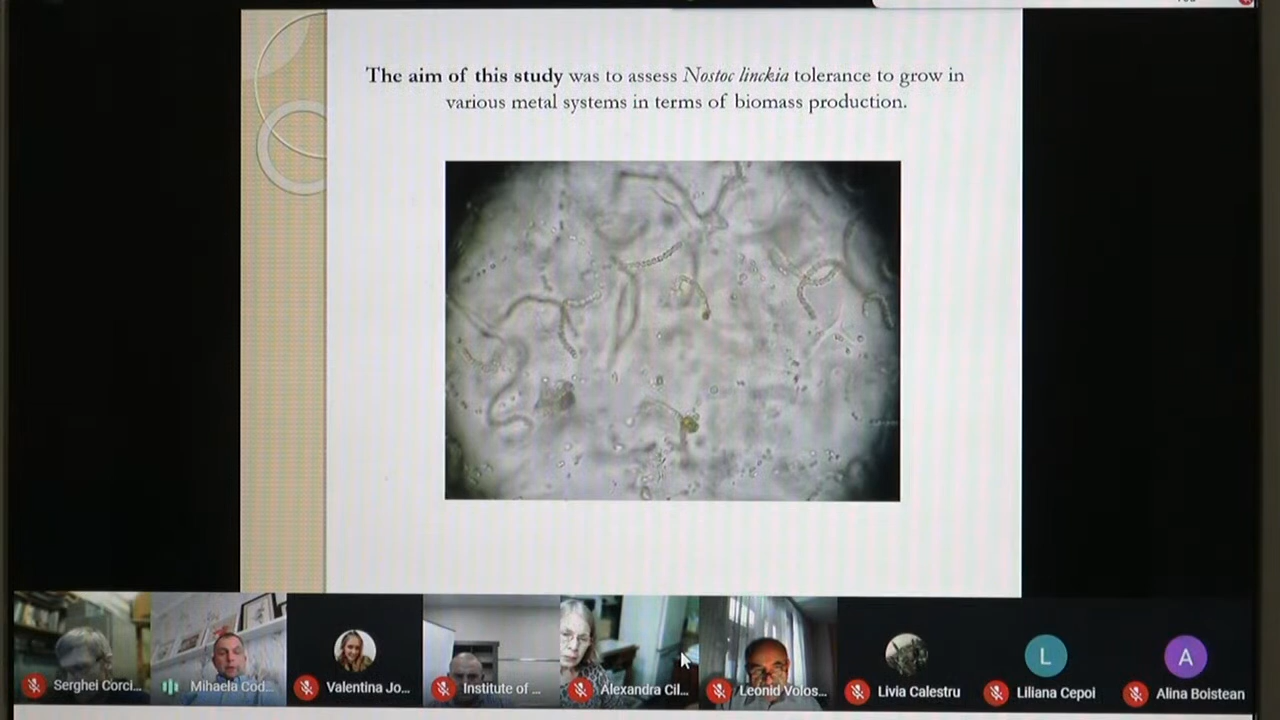 The aim of this study was to assess Nostoc linckia tolerance to grow in
various metal systems in terms of biomass production.
Serghei Corci...
Mihaela Cod...
Valentina Jo...
Institute of ...
Alexandra Cil...
Leonid Volos...
Livia Calestru
L
Liliana Cepoi
A
Alina Boistean